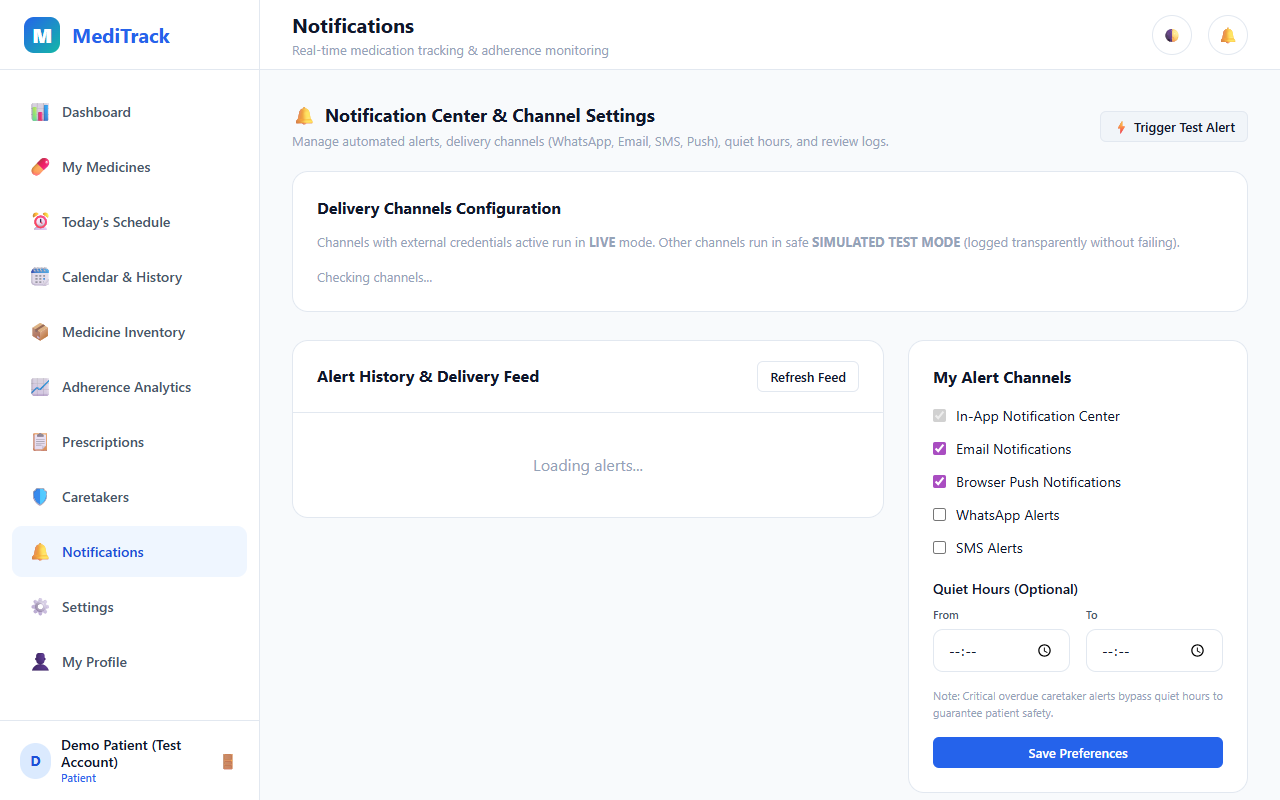 M MediTrack
Dashboard
My Medicines
Today's Schedule
Calendar & History
Medicine Inventory
Adherence Analytics
Prescriptions
Caretakers
Notifications
Settings
My Profile
D
Demo Patient (Test
Account)
Patient
Notifications
Real-time medication tracking & adherence monitoring
Notification Center & Channel Settings
Manage automated alerts, delivery channels (WhatsApp, Email, SMS, Push), quiet hours, and review logs.
Trigger Test Alert
Delivery Channels Configuration
Channels with external credentials active run in LIVE mode. Other channels run in safe SIMULATED TEST MODE (logged transparently without failing).
Checking channels...
Alert History & Delivery Feed
Refresh Feed
Loading alerts...
My Alert Channels
In-App Notification Center
Email Notifications
Browser Push Notifications
WhatsApp Alerts
SMS Alerts
Quiet Hours (Optional)
From To
--:-- --:--
Note: Critical overdue caretaker alerts bypass quiet hours to
guarantee patient safety.
Save Preferences